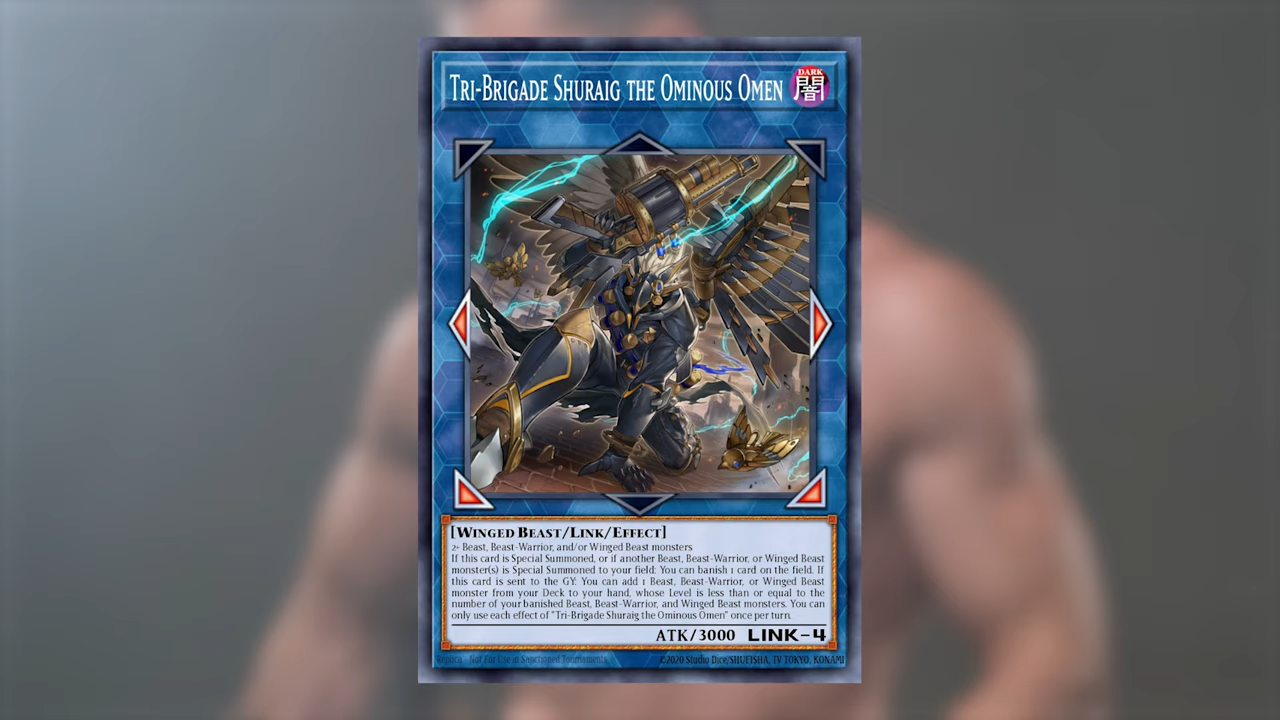 TRI-BRIGADE SHURAIG THE OMINOUS OMEN
DARK
闇
[WINGED BEAST/LINK/EFFECT]
2+ Beast, Beast-Warrior, and/or Winged Beast monsters
If this card is Special Summoned, or if another Beast, Beast-Warrior, or Winged Beast
monster(s) is Special Summoned to your field: You can banish 1 card on the field. If
this card is sent to the GY: You can add 1 Beast, Beast-Warrior, or Winged Beast
monster from your Deck to your hand, whose Level is less than or equal to the
number of your banished Beast, Beast-Warrior, and Winged Beast monsters. You can
only use each effect of "Tri-Brigade Shuraig the Ominous Omen" once per turn.
ATK/3000 LINK-4
Replica - Not For Use in Sanctioned Tournaments ©2020 Studio Dice/SHUEISHA, TV TOKYO, KONAMI